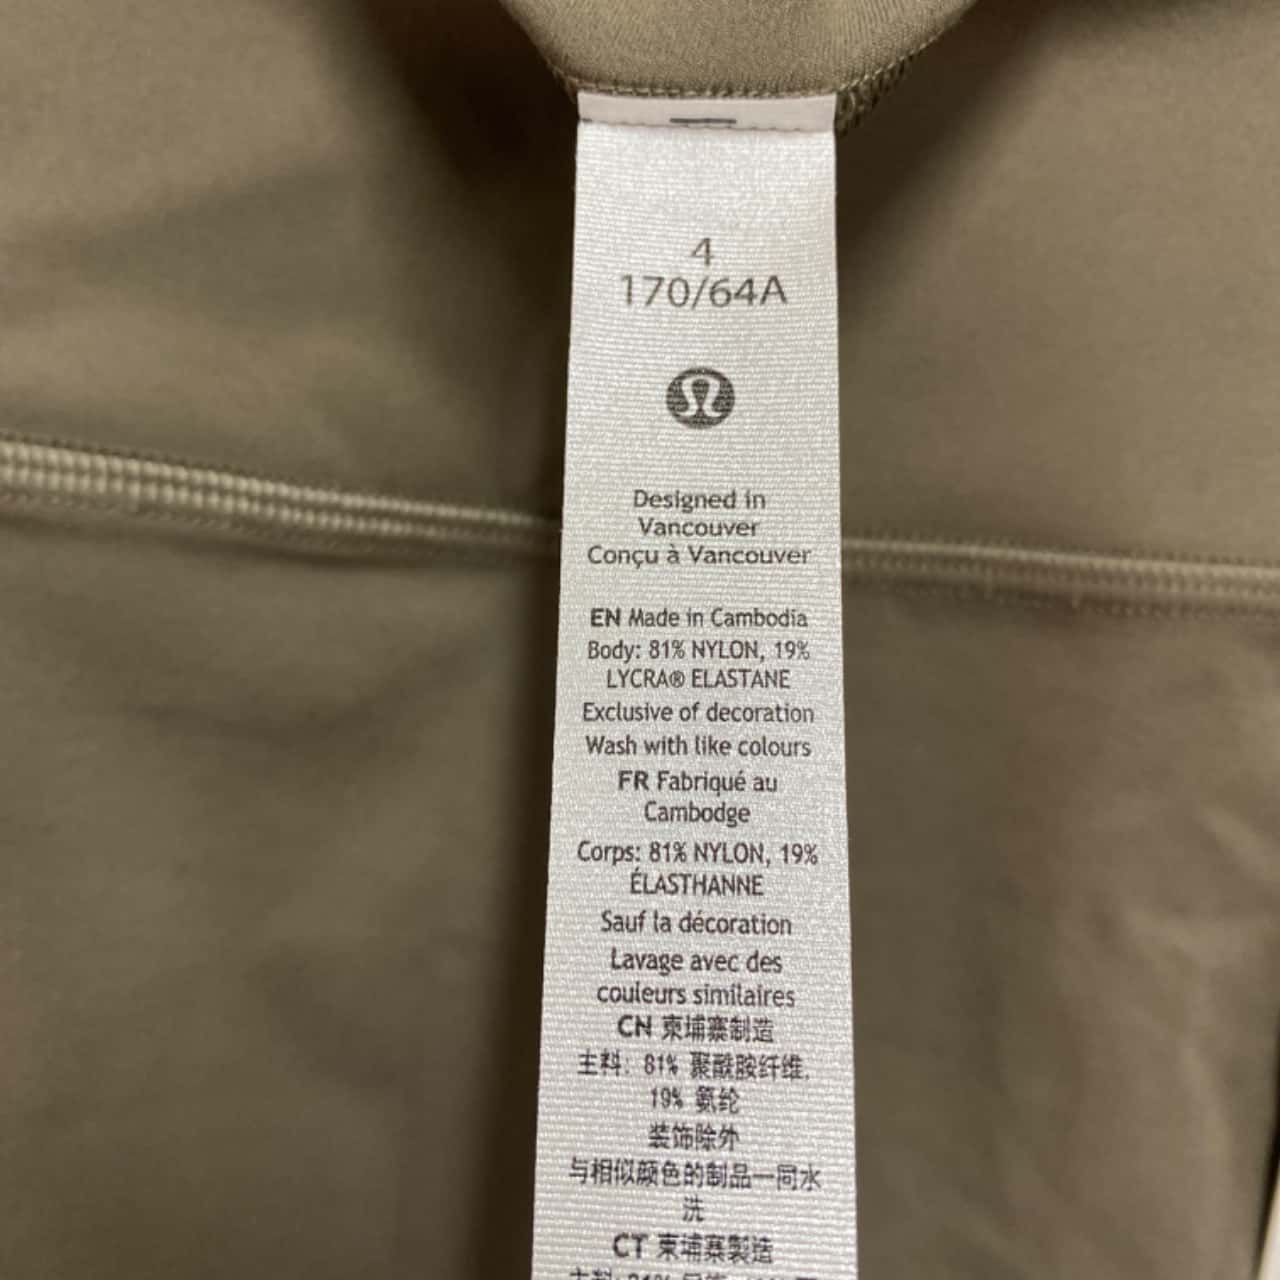 4
170/64A
Designed in
Vancouver
Conçu à Vancouver
EN Made in Cambodia
Body: 81% NYLON, 19%
LYCRA® ELASTANE
Exclusive of decoration
Wash with like colours
FR Fabriqué au
Cambodge
Corps: 81% NYLON, 19%
ÉLASTHANNE
Sauf la décoration
Lavage avec des
couleurs similaires
CN 柬埔寨制造
主料: 81% 聚酰胺纤维,
19% 氨纶
装饰除外
与相似颜色的制品一同水
洗
CT 柬埔寨製造